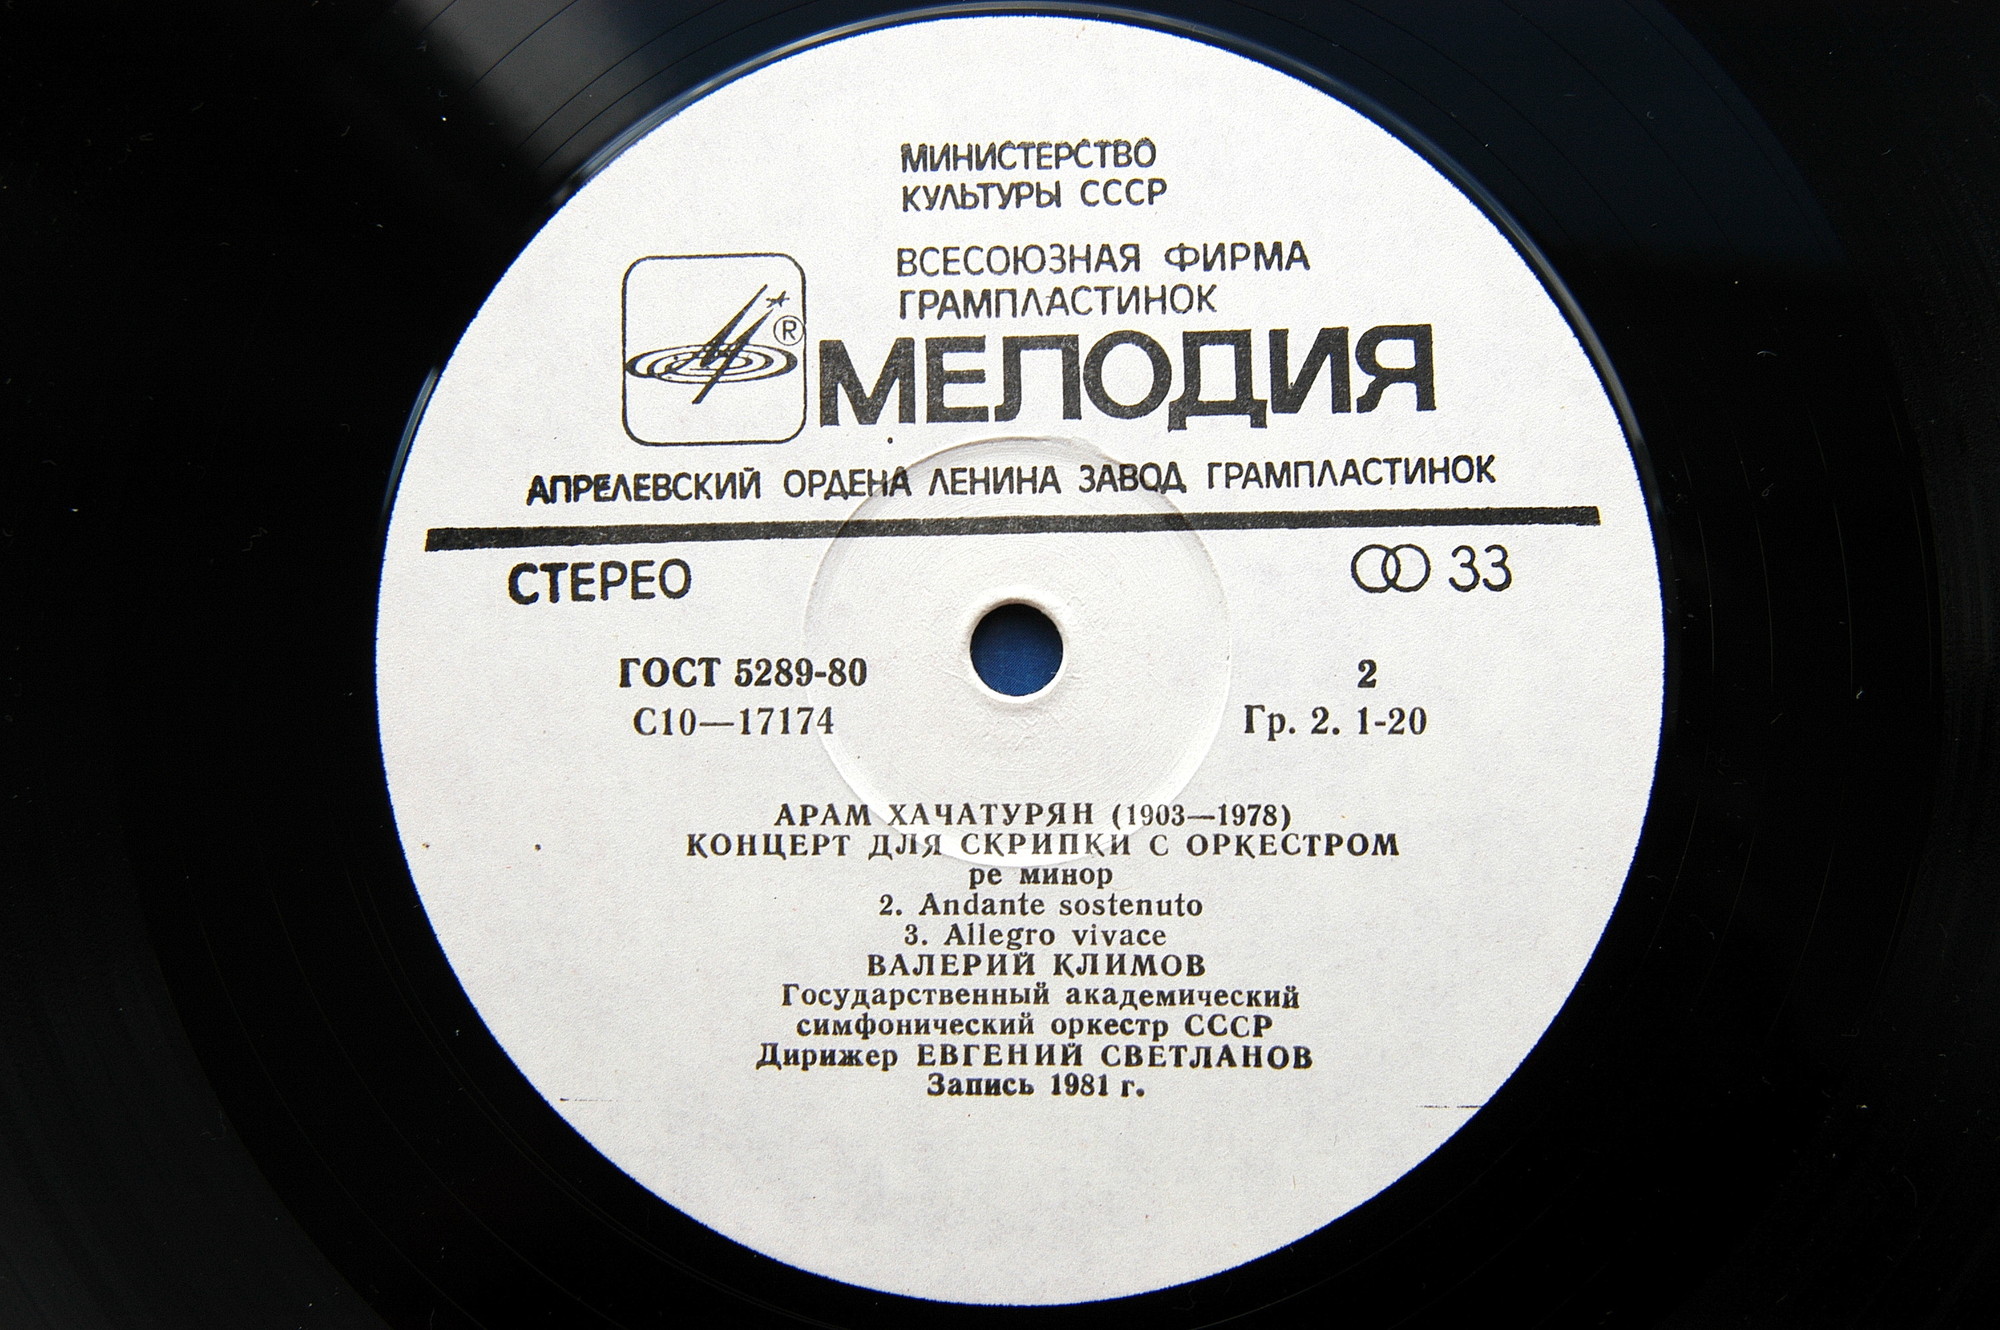 МИНИСТЕРСТВО
КУЛЬТУРЫ СССР
ВСЕСОЮЗНАЯ ФИРМА
ГРАМПЛАСТИНОК
®
МЕЛОДИЯ
АПРЕЛЕВСКИЙ ОРДЕНА ЛЕНИНА ЗАВОД ГРАМПЛАСТИНОК
СТЕРЕО
33
ГОСТ 5289-80
2
С10—17174
Гр. 2. 1-20
АРАМ ХАЧАТУРЯН (1903—1978)
КОНЦЕРТ ДЛЯ СКРИПКИ С ОРКЕСТРОМ
ре минор
2. Andante sostenuto
3. Allegro vivace
ВАЛЕРИЙ КЛИМОВ
Государственный академический
симфонический оркестр СССР
Дирижер ЕВГЕНИЙ СВЕТЛАНОВ
Запись 1981 г.